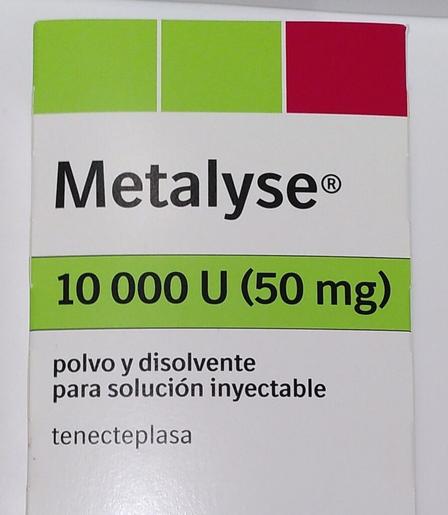 Metalyse®
10 000 U (50 mg)
polvo y disolvente
para solución inyectable
tenecteplasa